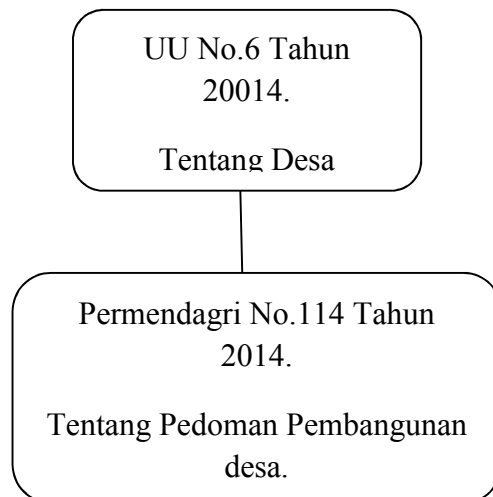 UU No.6 Tahun
20014.
Tentang Desa
Permendagri No.114 Tahun
2014.
Tentang Pedoman Pembangunan
desa.